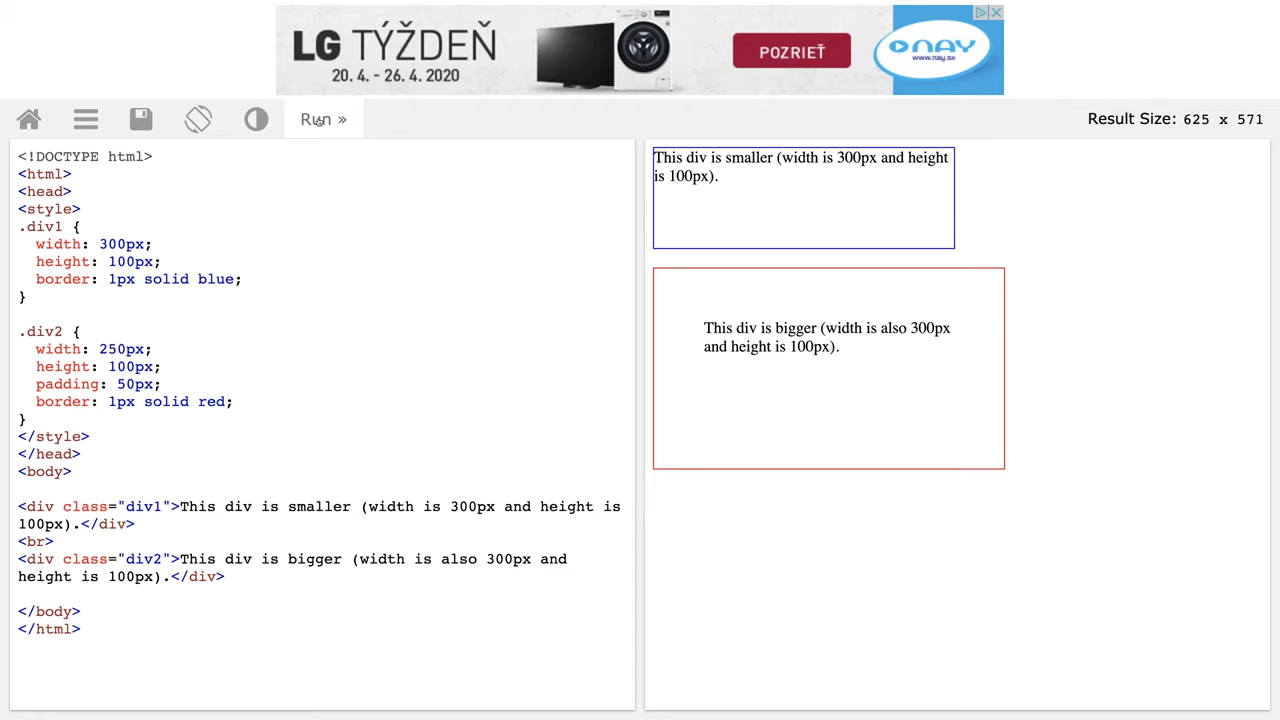 LG TÝŽDEŇ
20. 4. - 26. 4. 2020
POZRIEŤ
NAY
www.nay.sk
Run »
Result Size: 625 x 571
<!DOCTYPE html>
<html>
<head>
<style>
.div1 {
  width: 300px;
  height: 100px;
  border: 1px solid blue;
}
.div2 {
  width: 250px;
  height: 100px;
  padding: 50px;
  border: 1px solid red;
}
</style>
</head>
<body>
<div class="div1">This div is smaller (width is 300px and height is
100px).</div>
<br>
<div class="div2">This div is bigger (width is also 300px and
height is 100px).</div>
</body>
</html>
This div is smaller (width is 300px and height
is 100px).
This div is bigger (width is also 300px
and height is 100px).